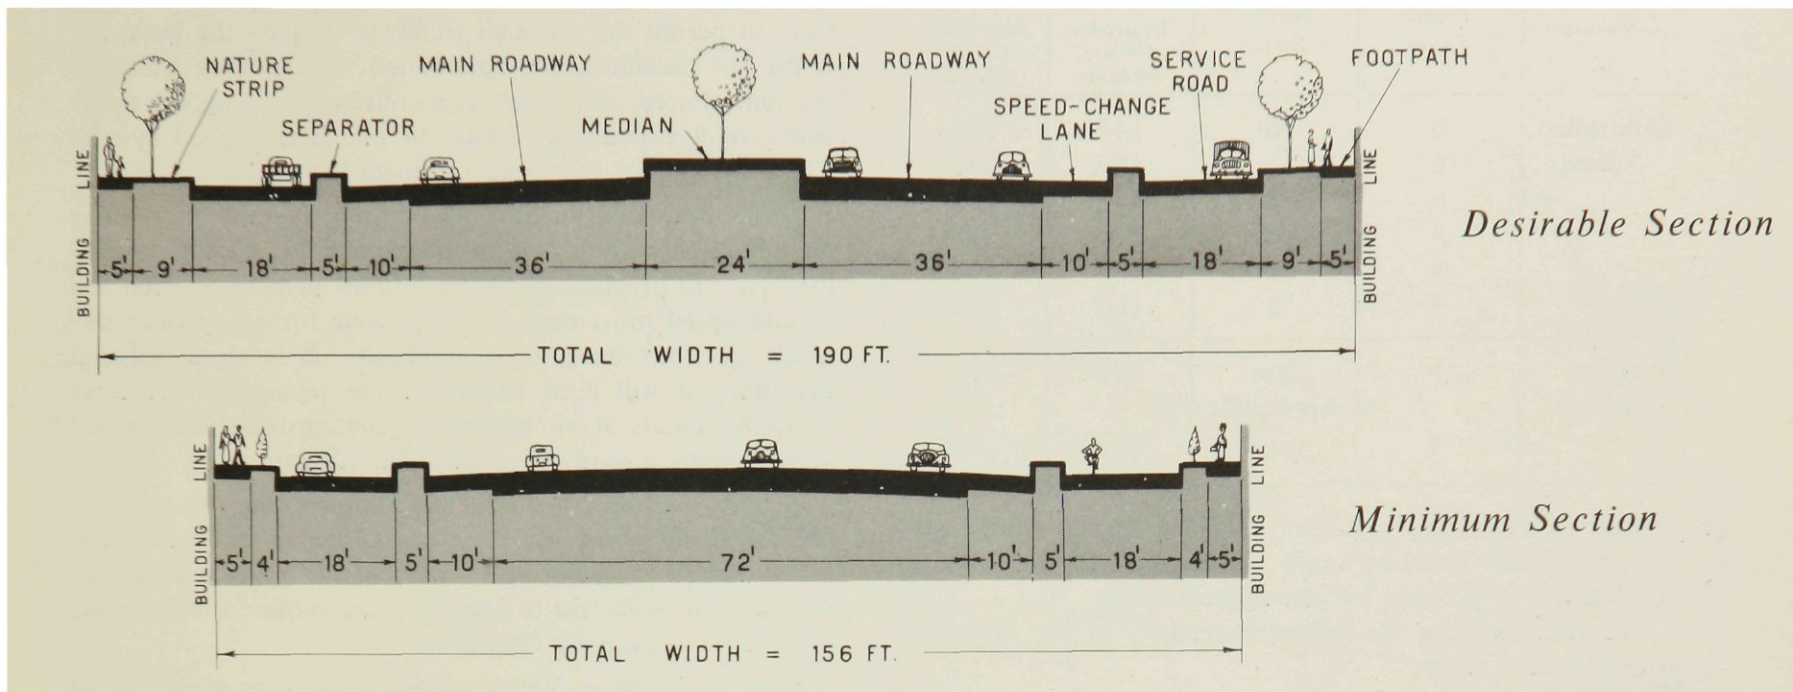 NATURE
STRIP
SEPARATOR
MAIN ROADWAY
MEDIAN
MAIN ROADWAY
SPEED-CHANGE
LANE
SERVICE
ROAD
FOOTPATH
BUILDING LINE
BUILDING LINE
5' 9' 18' 5' 10' 36' 24' 36' 10' 5' 18' 9' 5'
TOTAL WIDTH = 190 FT.
Desirable Section
BUILDING LINE
BUILDING LINE
5' 4' 18' 5' 10' 72' 10' 5' 18' 4' 5'
TOTAL WIDTH = 156 FT.
Minimum Section